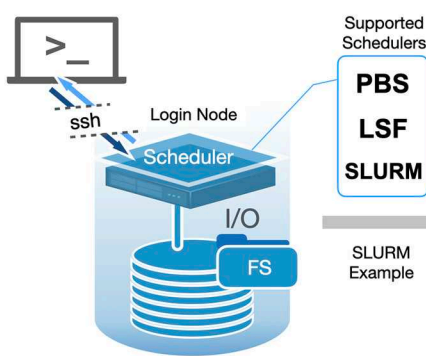 >_
ssh
Login Node
Scheduler
I/O
FS
Supported
Schedulers
PBS
LSF
SLURM
SLURM
Example